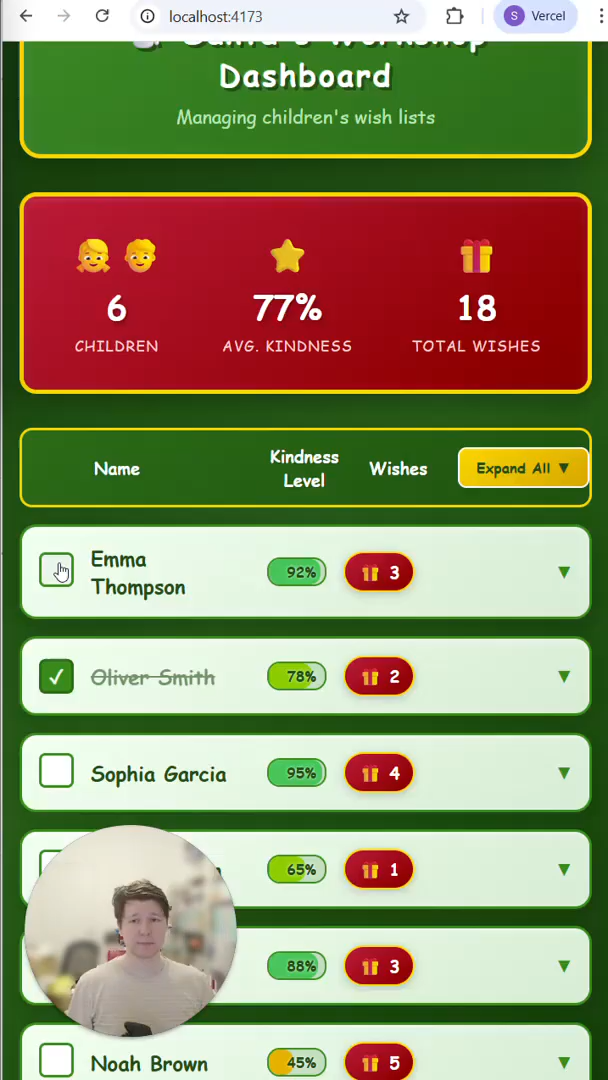 localhost:4173
S Vercel
Santa's Workshop
Dashboard
Managing children's wish lists
6
77%
18
CHILDREN
AVG. KINDNESS
TOTAL WISHES
Name
Kindness
Level
Wishes
Expand All ▼
Emma
Thompson
92%
3
▼
✓
Oliver Smith
78%
2
▼
Sophia Garcia
95%
4
▼
65%
1
▼
88%
3
▼
Noah Brown
45%
5
▼